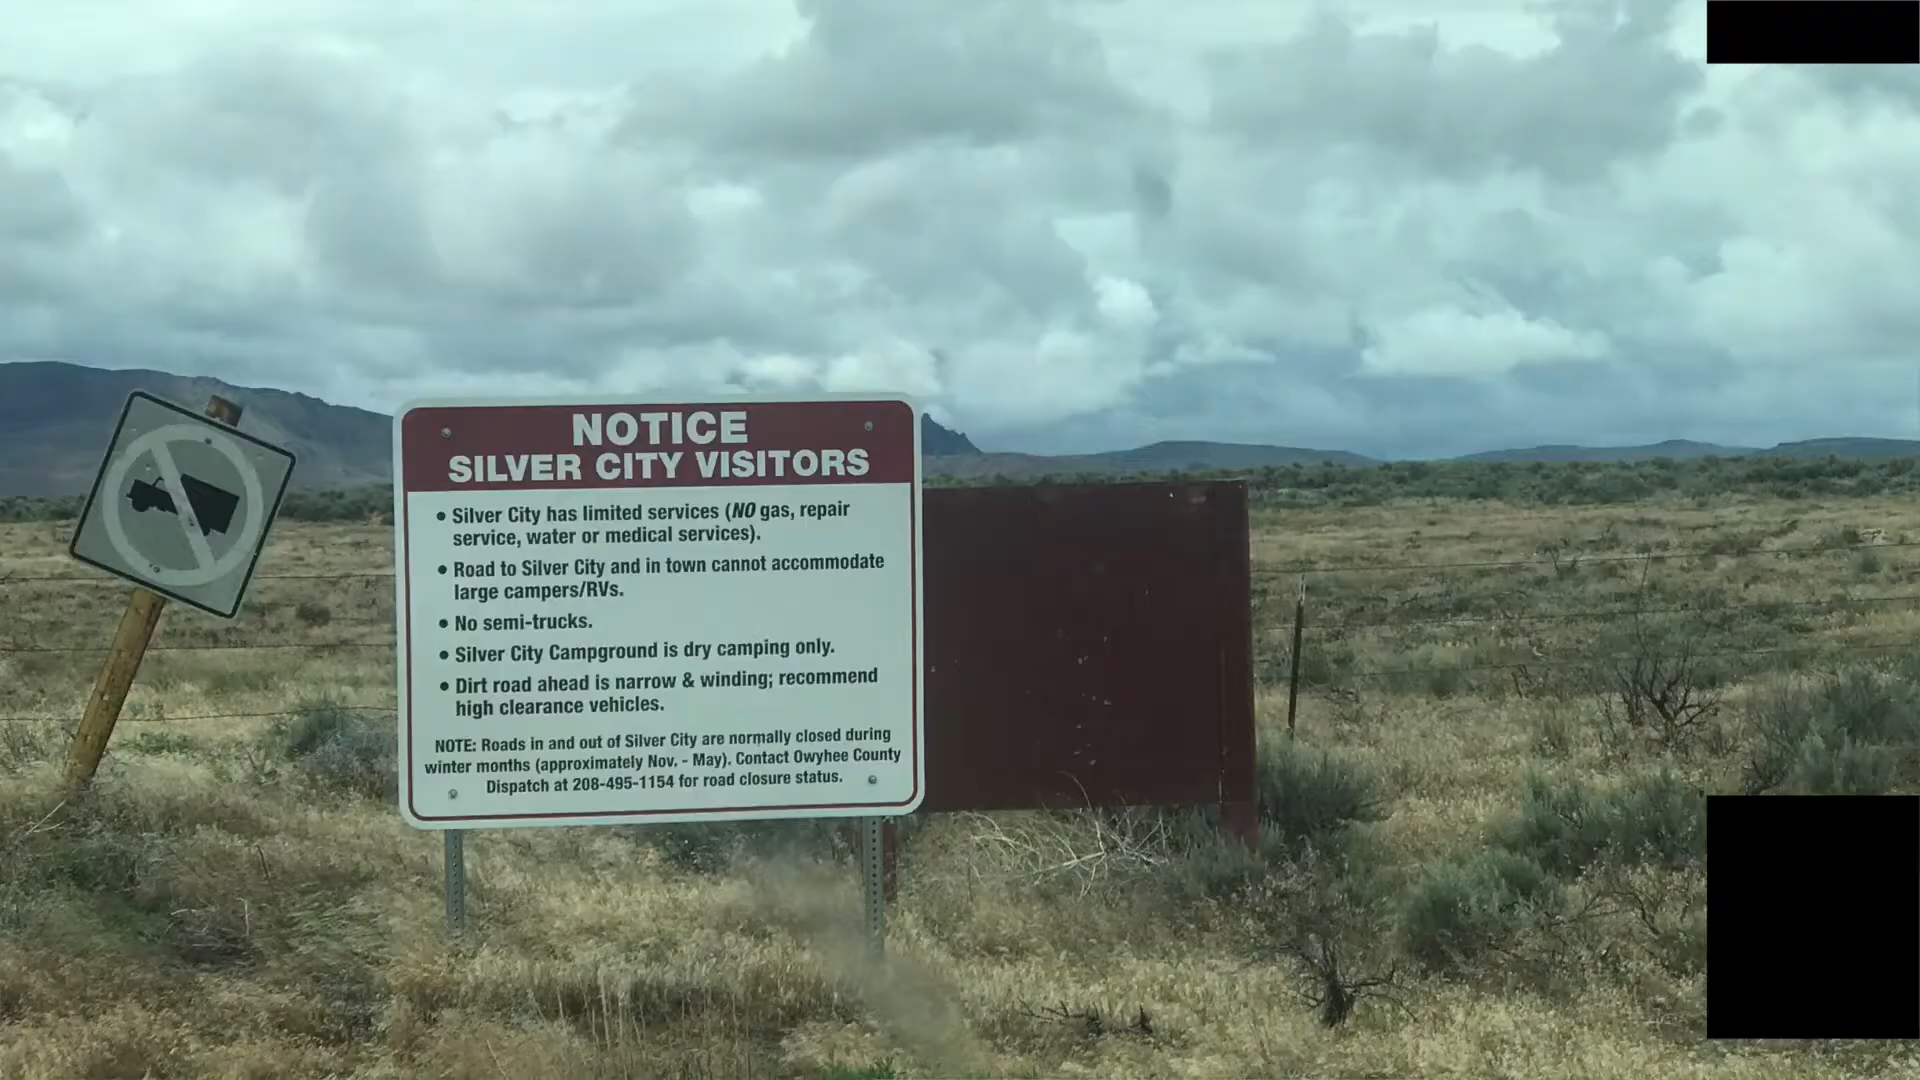 NOTICE
SILVER CITY VISITORS
• Silver City has limited services (NO gas, repair
service, water or medical services).
• Road to Silver City and in town cannot accommodate
large campers/RVs.
• No semi-trucks.
• Silver City Campground is dry camping only.
• Dirt road ahead is narrow & winding; recommend
high clearance vehicles.
NOTE: Roads in and out of Silver City are normally closed during
winter months (approximately Nov. - May). Contact Owyhee County
Dispatch at 208-495-1154 for road closure status.